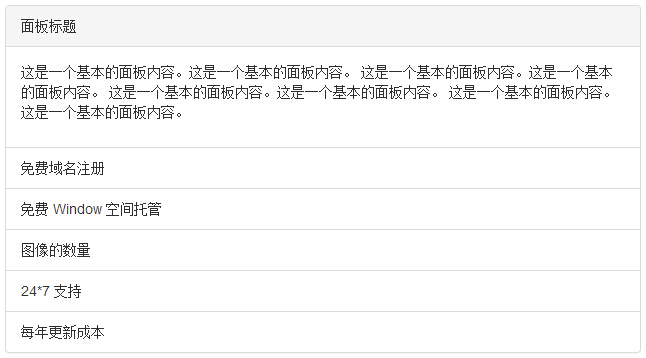 面板标题
这是一个基本的面板内容。这是一个基本的面板内容。 这是一个基本的面板内容。这是一个基本
的面板内容。 这是一个基本的面板内容。这是一个基本的面板内容。 这是一个基本的面板内容。
这是一个基本的面板内容。
免费域名注册
免费 Window 空间托管
图像的数量
24*7 支持
每年更新成本